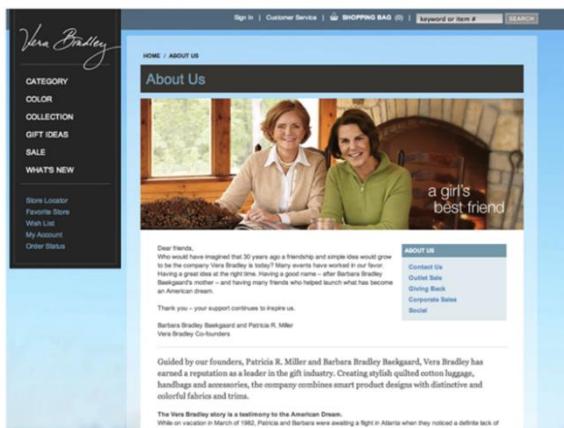 Sign In | Customer Service | SHOPPING BAG (0) | keyword or item # SEARCH
Vera Bradley
HOME / ABOUT US
About Us
CATEGORY
COLOR
COLLECTION
GIFT IDEAS
SALE
WHAT'S NEW
Store Locator
Favorite Store
Wish List
My Account
Order Status
a girl's
best friend
Dear friends,
Who would have imagined that 30 years ago a friendship and simple idea would grow
to be the company Vera Bradley is today? Many events have worked in our favor.
Having a great idea at the right time. Having a good name – after Barbara Bradley
Baekgaard's mother – and having many friends who helped launch what has become
an American dream.
Thank you – your support continues to inspire us.
Barbara Bradley Baekgaard and Patricia R. Miller
Vera Bradley Co-founders
ABOUT US
Contact Us
Outlet Sale
Giving Back
Corporate Sales
Social
Guided by our founders, Patricia R. Miller and Barbara Bradley Baekgaard, Vera Bradley has
earned a reputation as a leader in the gift industry. Creating stylish quilted cotton luggage,
handbags and accessories, the company combines smart product designs with distinctive and
colorful fabrics and trims.
The Vera Bradley story is a testimony to the American Dream.
While on vacation in March of 1982, Patricia and Barbara were awaiting a flight in Atlanta when they noticed a definite lack of